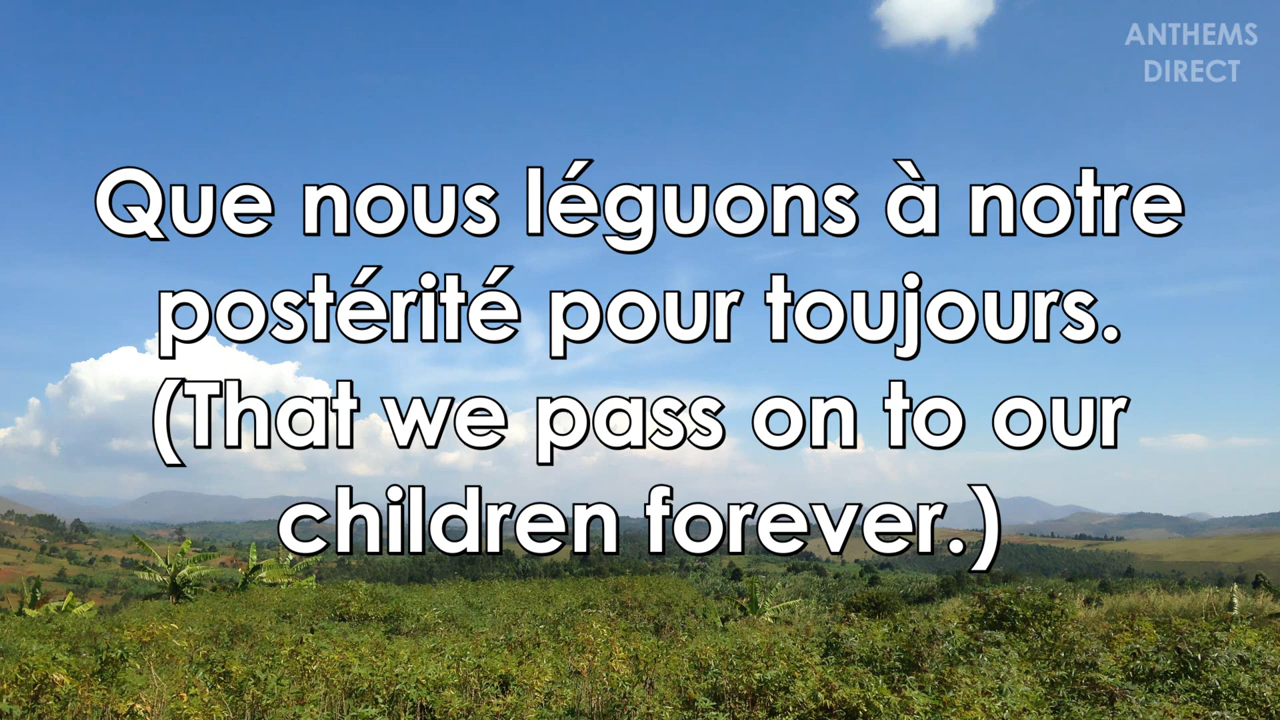 ANTHEMS
DIRECT
Que nous léguons à notre
postérité pour toujours.
(That we pass on to our
children forever.)